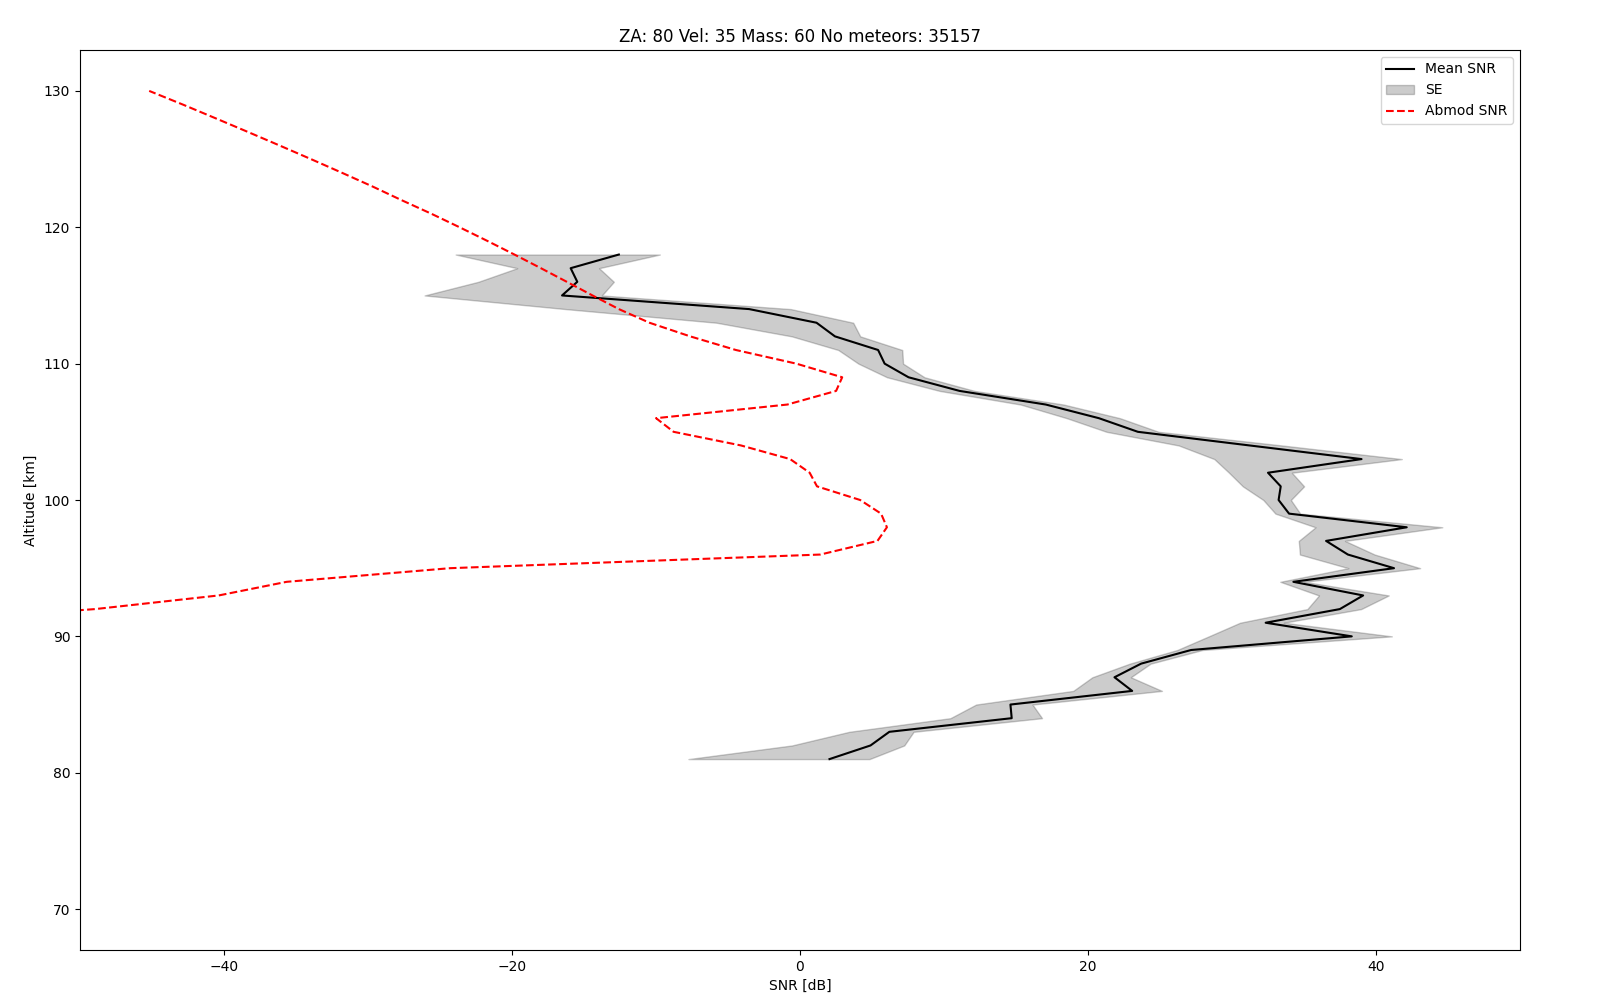 ZA: 80 Vel: 35 Mass: 60 No meteors: 35157
Mean SNR
SE
Abmod SNR
130
120
110
100
90
80
70
Altitude [km]
−40
−20
0
20
40
SNR [dB]